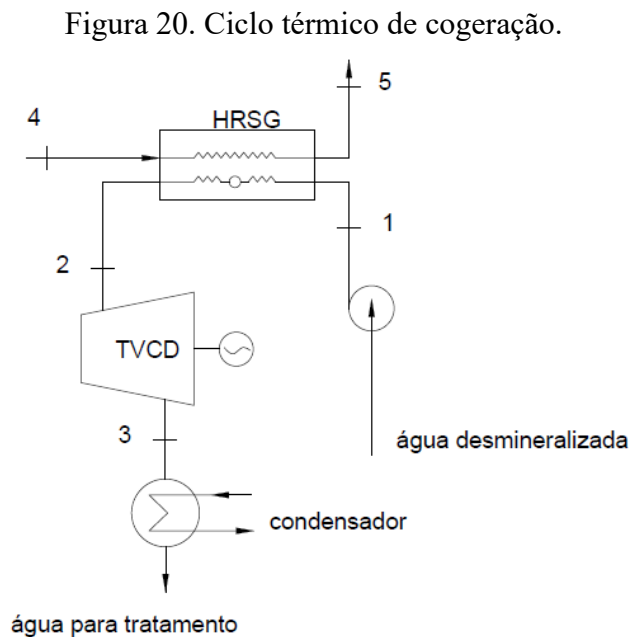 Figura 20. Ciclo térmico de cogeração.
5
4
HRSG
1
2
TVCD
3
água desmineralizada
condensador
água para tratamento